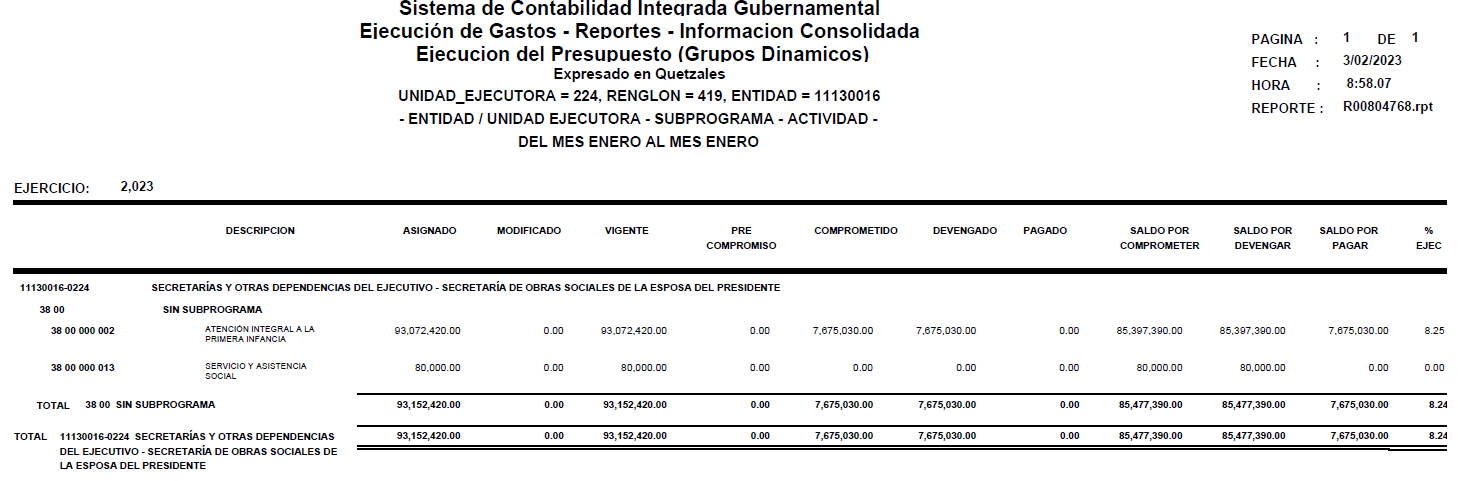 Sistema de Contabilidad Integrada Gubernamental
Ejecución de Gastos - Reportes - Informacion Consolidada
Ejecucion del Presupuesto (Grupos Dinamicos)
Expresado en Quetzales
UNIDAD_EJECUTORA = 224, RENGLON = 419, ENTIDAD = 11130016
- ENTIDAD / UNIDAD EJECUTORA - SUBPROGRAMA - ACTIVIDAD -
DEL MES ENERO AL MES ENERO
PAGINA : 1 DE 1
FECHA : 3/02/2023
HORA : 8:58.07
REPORTE : R00804768.rpt
EJERCICIO: 2,023
DESCRIPCION ASIGNADO MODIFICADO VIGENTE PRE COMPROMETIDO DEVENGADO PAGADO SALDO POR SALDO POR SALDO POR %
COMPROMISO COMPROMETER DEVENGAR PAGAR EJEC
11130016-0224 SECRETARÍAS Y OTRAS DEPENDENCIAS DEL EJECUTIVO - SECRETARÍA DE OBRAS SOCIALES DE LA ESPOSA DEL PRESIDENTE
38 00 SIN SUBPROGRAMA
38 00 000 002 ATENCIÓN INTEGRAL A LA 93,072,420.00 0.00 93,072,420.00 0.00 7,675,030.00 7,675,030.00 0.00 85,397,390.00 85,397,390.00 7,675,030.00 8.25
PRIMERA INFANCIA
38 00 000 013 SERVICIO Y ASISTENCIA 80,000.00 0.00 80,000.00 0.00 0.00 0.00 0.00 80,000.00 80,000.00 0.00 0.00
SOCIAL
TOTAL 38 00 SIN SUBPROGRAMA 93,152,420.00 0.00 93,152,420.00 0.00 7,675,030.00 7,675,030.00 0.00 85,477,390.00 85,477,390.00 7,675,030.00 8.24
TOTAL 11130016-0224 SECRETARÍAS Y OTRAS DEPENDENCIAS 93,152,420.00 0.00 93,152,420.00 0.00 7,675,030.00 7,675,030.00 0.00 85,477,390.00 85,477,390.00 7,675,030.00 8.24
DEL EJECUTIVO - SECRETARÍA DE OBRAS SOCIALES DE
LA ESPOSA DEL PRESIDENTE